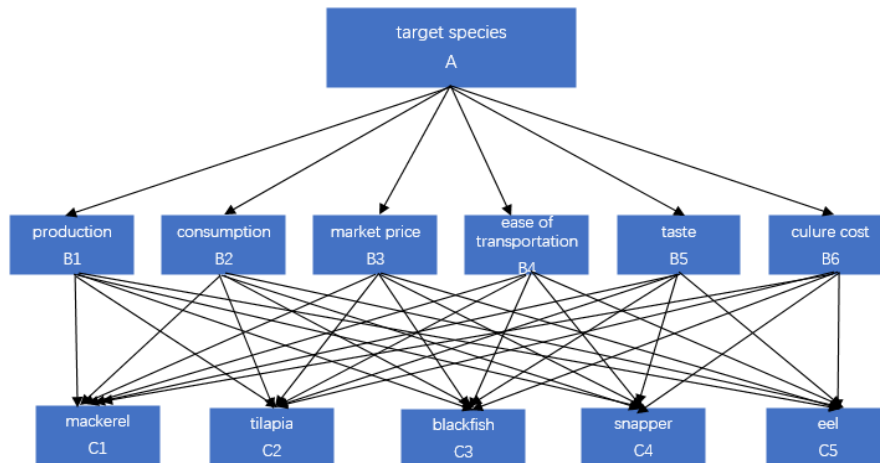 target species
A
production
B1
consumption
B2
market price
B3
ease of
transportation
B4
taste
B5
culure cost
B6
mackerel
C1
tilapia
C2
blackfish
C3
snapper
C4
eel
C5